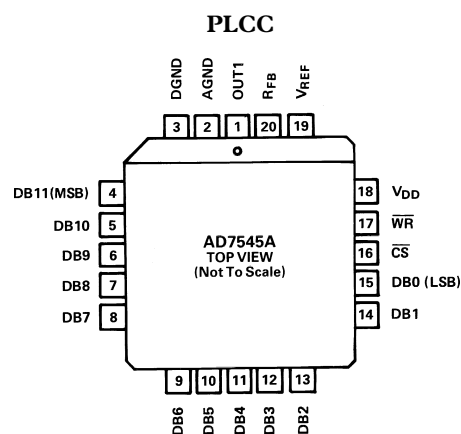 PLCC
DGND
AGND
OUT1
RFB
VREF
3
2
1
20
19
DB11(MSB)
4
DB10
5
DB9
6
DB8
7
DB7
8
AD7545A
TOP VIEW
(Not To Scale)
18
VDD
17
W̅R̅
16
C̅S̅
15
DB0 (LSB)
14
DB1
9
10
11
12
13
DB6
DB5
DB4
DB3
DB2